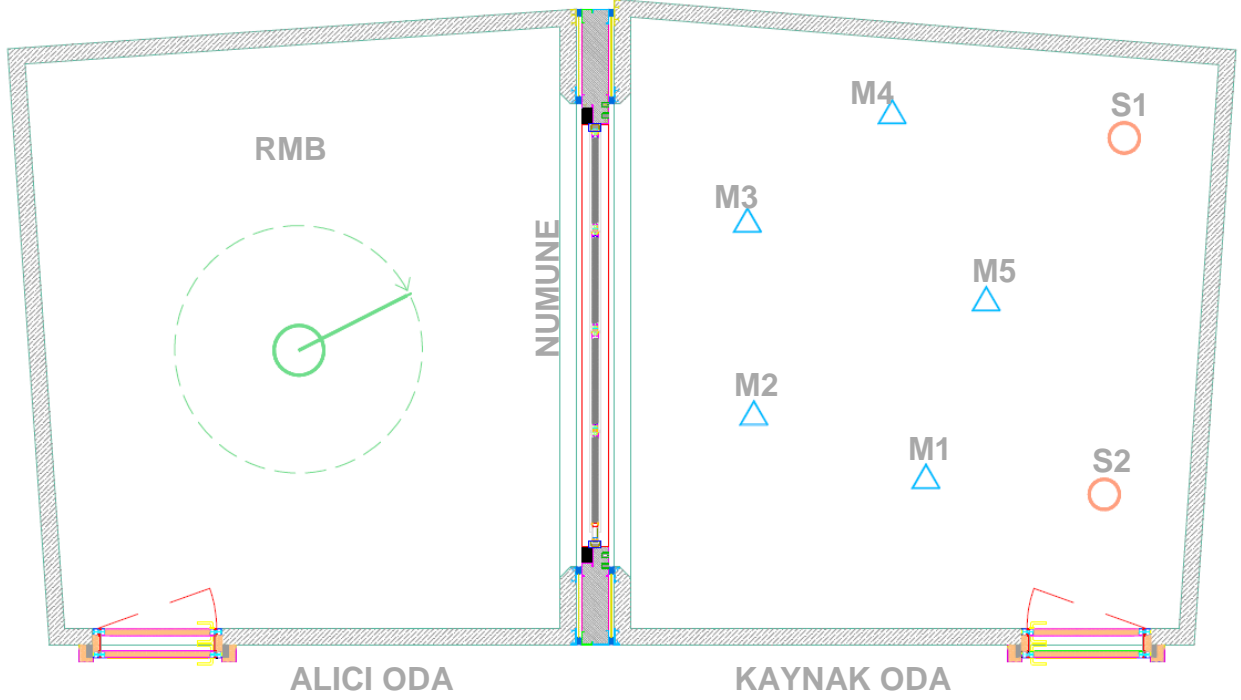 M4
S1
RMB
M3
NUMUNE
M5
M2
M1
S2
ALICI ODA
KAYNAK ODA